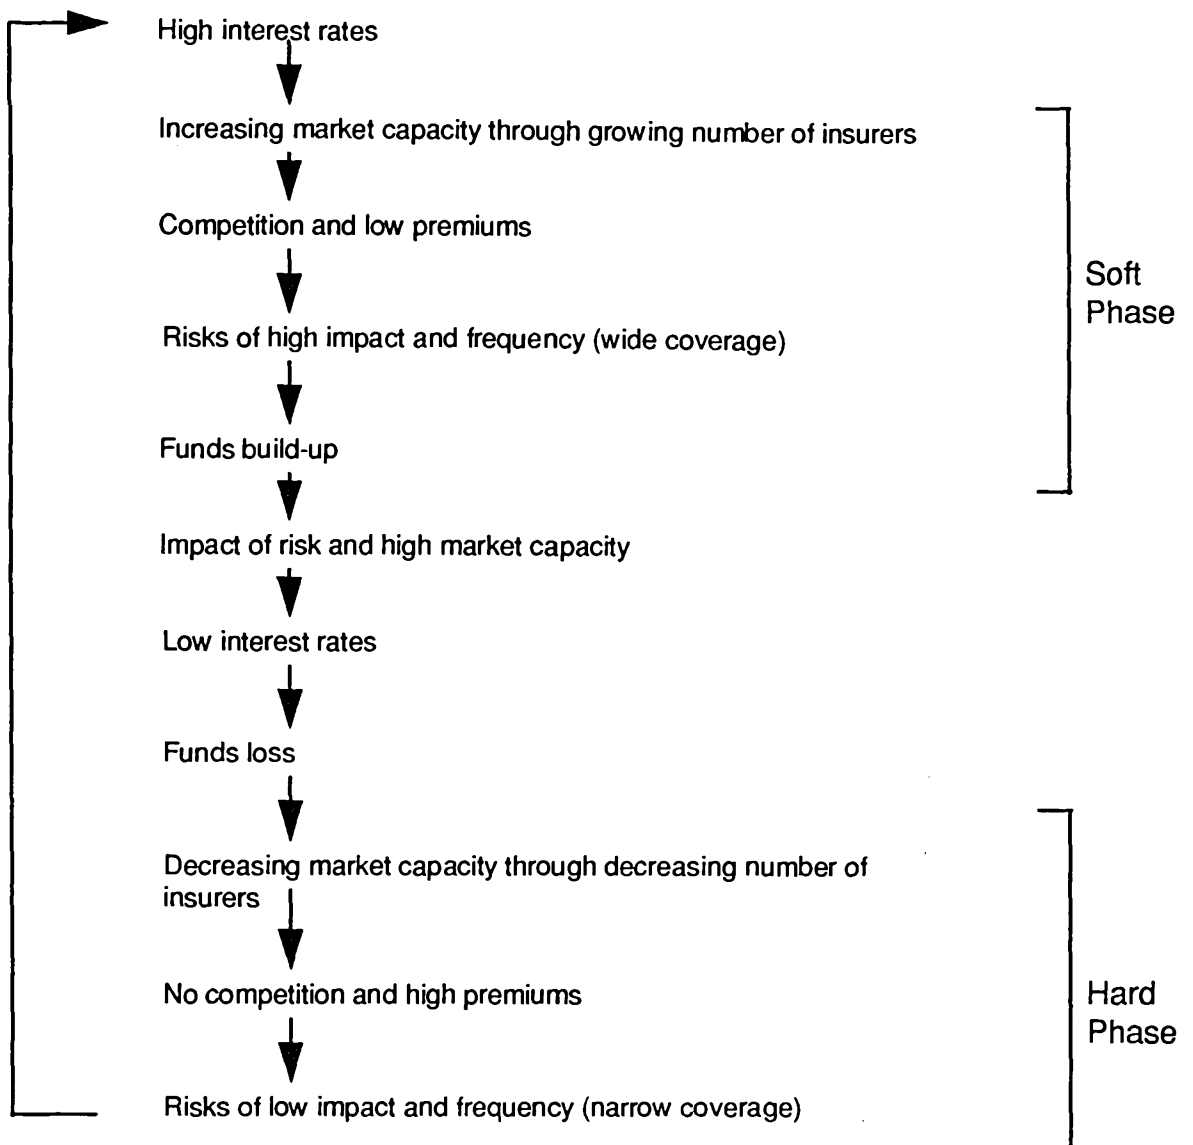 High interest rates
Increasing market capacity through growing number of insurers
Competition and low premiums
Soft
Phase
Risks of high impact and frequency (wide coverage)
Funds build-up
Impact of risk and high market capacity
Low interest rates
Funds loss
Decreasing market capacity through decreasing number of
insurers
No competition and high premiums
Hard
Phase
Risks of low impact and frequency (narrow coverage)